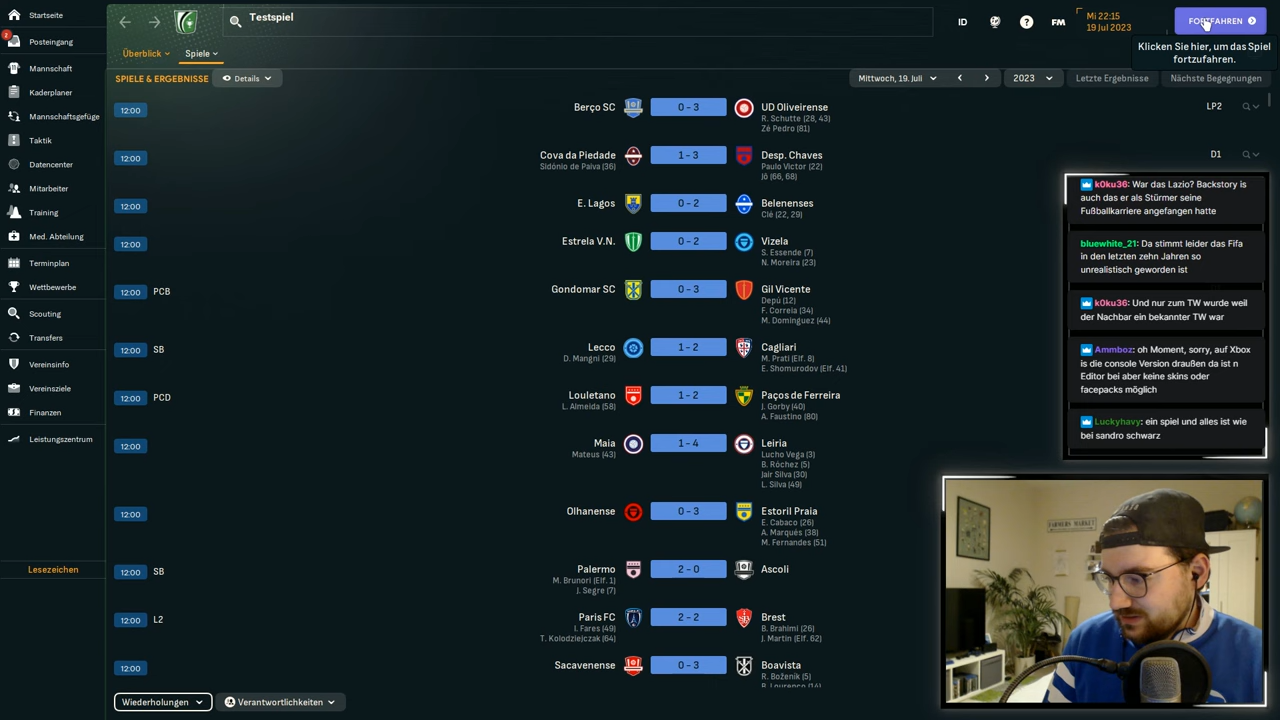 Startseite
2
Posteingang
Mannschaft
Kaderplaner
Mannschaftsgefüge
Taktik
Datencenter
Mitarbeiter
Training
Med. Abteilung
Terminplan
Wettbewerbe
Scouting
Transfers
Vereinsinfo
Vereinsziele
Finanzen
Leistungszentrum
Lesezeichen
Testspiel
ID
?
FM
Mi 22:15
19 Jul 2023
FORTFAHREN
Klicken Sie hier, um das Spiel
fortzufahren.
Überblick
Spiele
SPIELE & ERGEBNISSE
Details
Mittwoch, 19. Juli
2023
Letzte Ergebnisse
Nächste Begegnungen
12:00 Berço SC 0 - 3 UD Oliveirense LP2
R. Schutte (28, 43)
Zé Pedro (81)
12:00 Cova da Piedade 1 - 3 Desp. Chaves D1
Sidónio de Paiva (36) Paulo Victor (22)
Jô (66, 68)
12:00 E. Lagos 0 - 2 Belenenses
Clé (22, 29)
12:00 Estrela V.N. 0 - 2 Vizela
S. Essende (7)
N. Moreira (23)
12:00 PCB Gondomar SC 0 - 3 Gil Vicente
Depú (12)
F. Correia (34)
M. Dominguez (44)
12:00 SB Lecco 1 - 2 Cagliari
D. Mangni (29) M. Prati (Elf. 8)
E. Shomurodov (Elf. 41)
12:00 PCD Louletano 1 - 2 Paços de Ferreira
L. Almeida (58) J. Gorby (40)
A. Faustino (80)
12:00 Maia 1 - 4 Leiria
Mateus (43) Lucho Vega (3)
B. Róchez (5)
Jair Silva (30)
L. Silva (49)
12:00 Olhanense 0 - 3 Estoril Praia
E. Cabaco (26)
A. Marqués (38)
M. Fernandes (51)
12:00 SB Palermo 2 - 0 Ascoli
M. Brunori (Elf. 1)
J. Segre (7)
12:00 L2 Paris FC 2 - 2 Brest
I. Fares (49) B. Brahimi (26)
T. Kolodziejczak (64) J. Martin (Elf. 62)
12:00 Sacavenense 0 - 3 Boavista
R. Boženík (5)
B. Lourenço (14)
Wiederholungen
Verantwortlichkeiten
k0ku36: War das Lazio? Backstory is
auch das er als Stürmer seine
Fußballkarriere angefangen hatte
bluewhite_21: Da stimmt leider das Fifa
in den letzten zehn Jahren so
unrealistisch geworden ist
k0ku36: Und nur zum TW wurde weil
der Nachbar ein bekannter TW war
Ammboz: oh Moment, sorry, auf Xbox
is die console Version draußen da ist n
Editor bei aber keine skins oder
facepacks möglich
Luckyhavy: ein spiel und alles ist wie
bei sandro schwarz
FARMERS MARKET